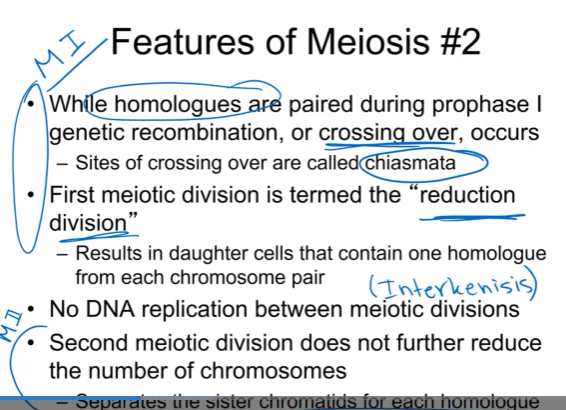 MI
Features of Meiosis #2
• While homologues are paired during prophase I
genetic recombination, or crossing over, occurs
– Sites of crossing over are called chiasmata
• First meiotic division is termed the “reduction
division”
– Results in daughter cells that contain one homologue
from each chromosome pair
(Interkenisis)
• No DNA replication between meiotic divisions
MII
• Second meiotic division does not further reduce
the number of chromosomes
– Separates the sister chromatids for each homologue